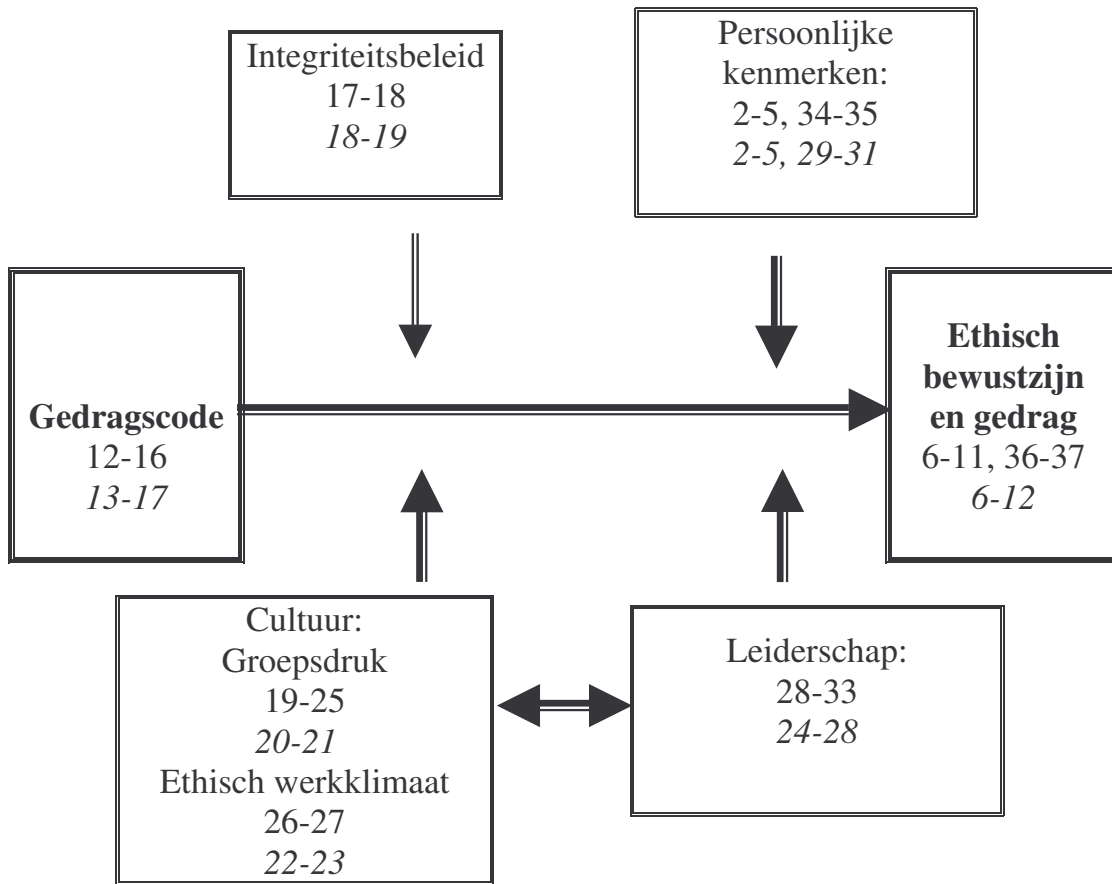 Integriteitsbeleid
17-18
18-19
Persoonlijke
kenmerken:
2-5, 34-35
2-5, 29-31
Gedragscode
12-16
13-17
Ethisch
bewustzijn
en gedrag
6-11, 36-37
6-12
Cultuur:
Groepsdruk
19-25
20-21
Ethisch werkklimaat
26-27
22-23
Leiderschap:
28-33
24-28